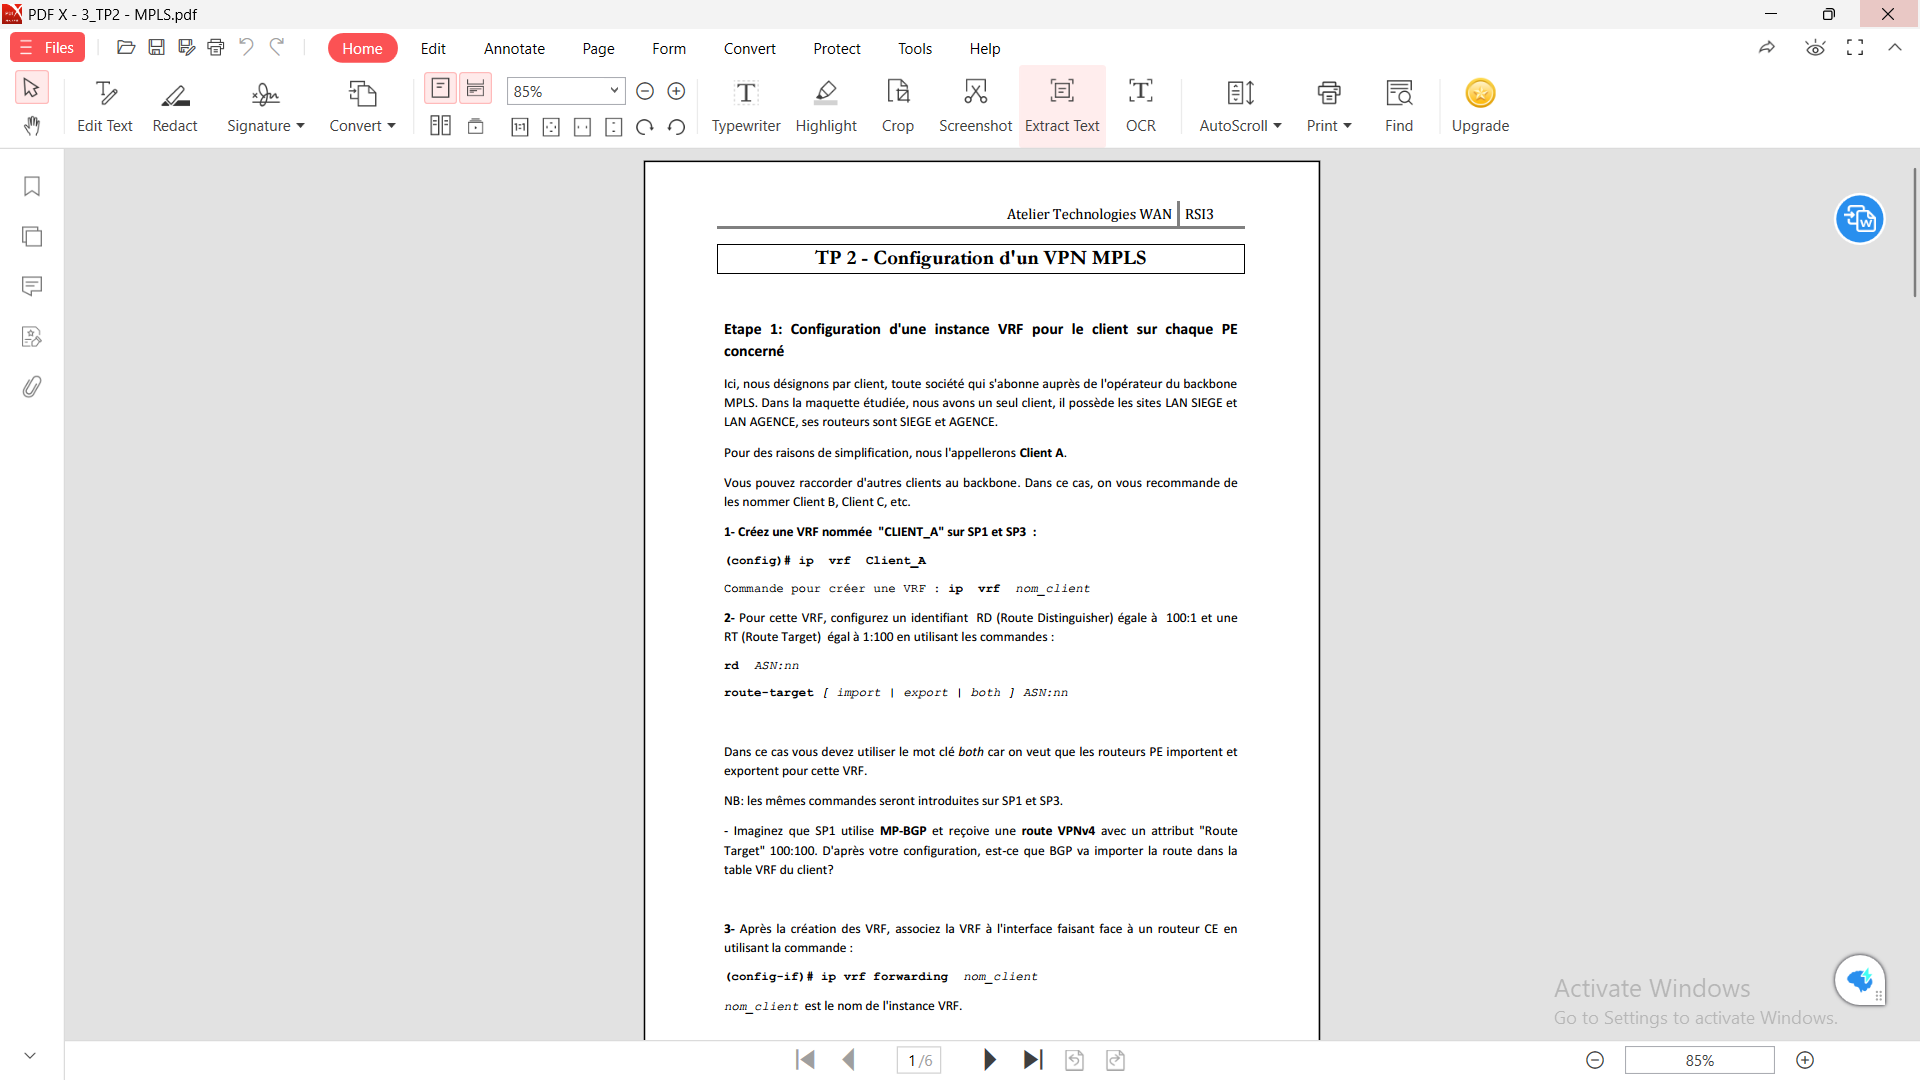 PDF X - 3_TP2 - MPLS.pdf
Files
Home
Edit
Annotate
Page
Form
Convert
Protect
Tools
Help
Edit Text
Redact
Signature
Convert
85%
Typewriter
Highlight
Crop
Screenshot
Extract Text
OCR
AutoScroll
Print
Find
Upgrade
Atelier Technologies WAN RSI3
TP 2 - Configuration d'un VPN MPLS
Etape 1: Configuration d'une instance VRF pour le client sur chaque PE
concerné
Ici, nous désignons par client, toute société qui s'abonne auprès de l'opérateur du backbone
MPLS. Dans la maquette étudiée, nous avons un seul client, il possède les sites LAN SIEGE et
LAN AGENCE, ses routeurs sont SIEGE et AGENCE.
Pour des raisons de simplification, nous l'appellerons Client A.
Vous pouvez raccorder d'autres clients au backbone. Dans ce cas, on vous recommande de
les nommer Client B, Client C, etc.
1- Créez une VRF nommée "CLIENT_A" sur SP1 et SP3 :
(config)# ip vrf Client_A
Commande pour créer une VRF : ip vrf nom_client
2- Pour cette VRF, configurez un identifiant RD (Route Distinguisher) égale à 100:1 et une
RT (Route Target) égal à 1:100 en utilisant les commandes :
rd ASN:nn
route-target [ import | export | both ] ASN:nn
Dans ce cas vous devez utiliser le mot clé both car on veut que les routeurs PE importent et
exportent pour cette VRF.
NB: les mêmes commandes seront introduites sur SP1 et SP3.
- Imaginez que SP1 utilise MP-BGP et reçoive une route VPNv4 avec un attribut "Route
Target" 100:100. D'après votre configuration, est-ce que BGP va importer la route dans la
table VRF du client?
3- Après la création des VRF, associez la VRF à l'interface faisant face à un routeur CE en
utilisant la commande :
(config-if)# ip vrf forwarding nom_client
nom_client est le nom de l'instance VRF.
Activate Windows
Go to Settings to activate Windows.
1/6
85%